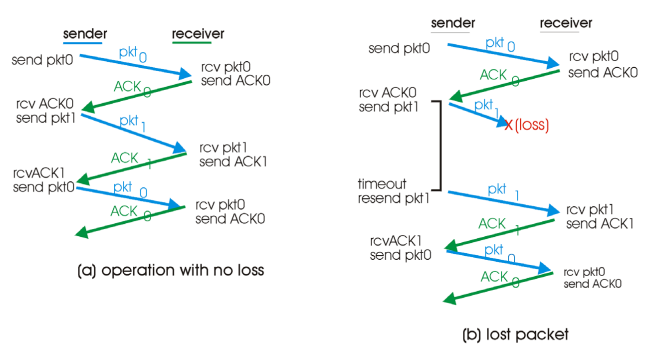 sender
receiver
send pkt0
pkt
0
rcv pkt0
send ACK0
ACK
0
rcv ACK0
send pkt1
pkt
1
rcv pkt1
send ACK1
ACK
1
rcvACK1
send pkt0
pkt
0
rcv pkt0
send ACK0
ACK
0
(a) operation with no loss
sender
receiver
send pkt0
pkt
0
rcv pkt0
send ACK0
ACK
0
rcv ACK0
send pkt1
pkt
1
X(loss)
timeout
resend pkt1
pkt
1
rcv pkt1
send ACK1
ACK
1
rcvACK1
send pkt0
pkt
0
rcv pkt0
send ACK0
ACK
0
(b) lost packet